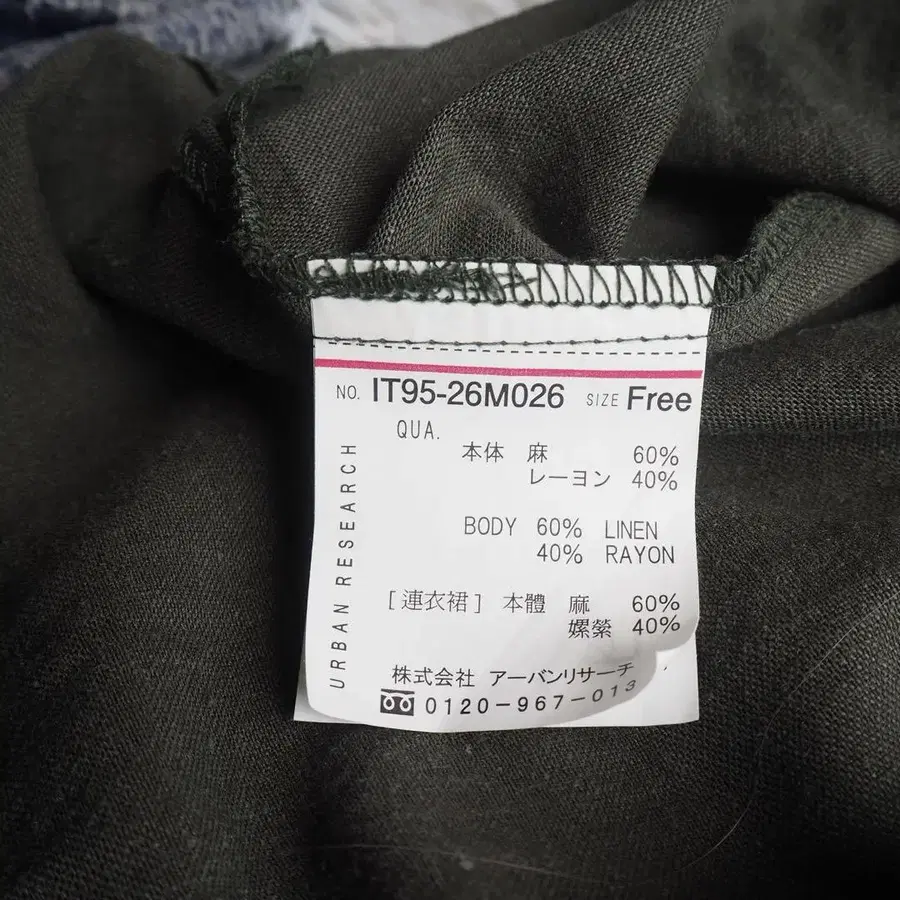 NO. IT95-26M026 SIZE Free
QUA.
本体 麻 60%
レーヨン 40%
BODY 60% LINEN
40% RAYON
[連衣裙] 本體 麻 60%
嫘縈 40%
URBAN RESEARCH
株式会社 アーバンリサーチ
0120-967-013